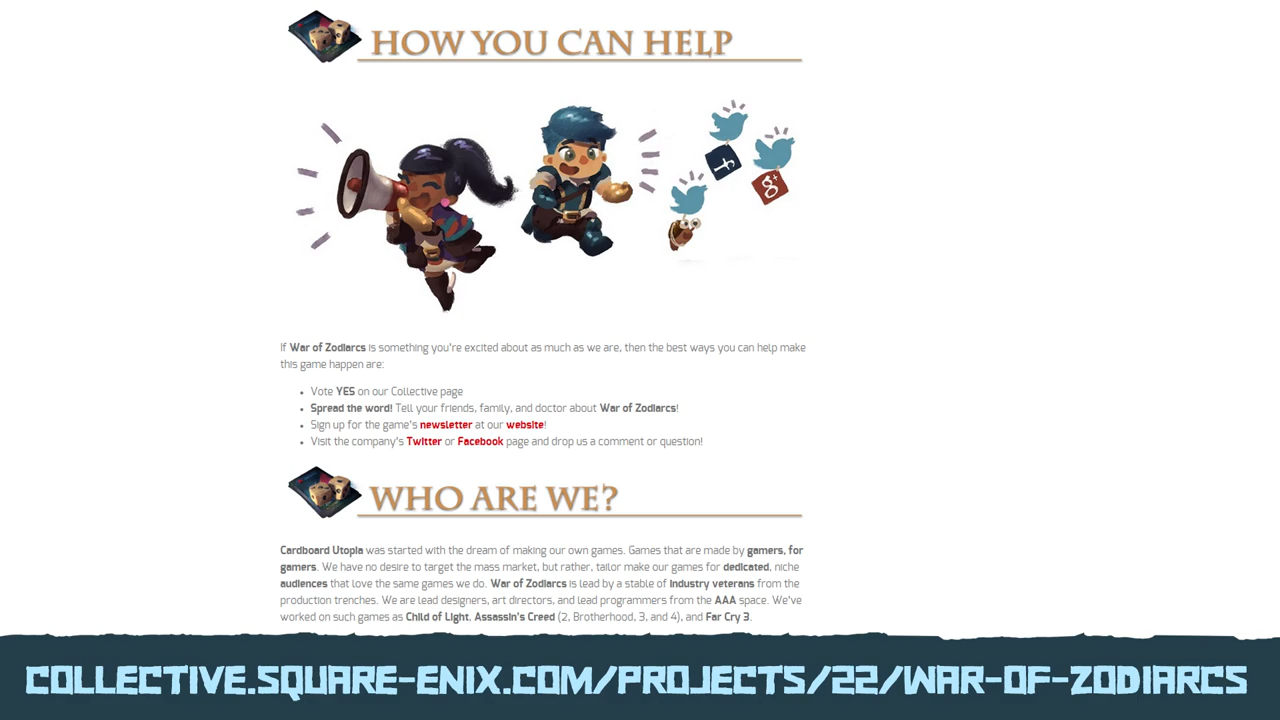 HOW YOU CAN HELP
f
g+
If War of Zodiarcs is something you're excited about as much as we are, then the best ways you can help make
this game happen are:
• Vote YES on our Collective page
• Spread the word! Tell your friends, family, and doctor about War of Zodiarcs!
• Sign up for the game's newsletter at our website!
• Visit the company's Twitter or Facebook page and drop us a comment or question!
WHO ARE WE?
Cardboard Utopia was started with the dream of making our own games. Games that are made by gamers, for
gamers. We have no desire to target the mass market, but rather, tailor make our games for dedicated, niche
audiences that love the same games we do. War of Zodiarcs is lead by a stable of industry veterans from the
production trenches. We are lead designers, art directors, and lead programmers from the AAA space. We've
worked on such games as Child of Light, Assassin's Creed (2, Brotherhood, 3, and 4), and Far Cry 3.
COLLECTIVE.SQUARE-ENIX.COM/PROJECTS/22/WAR-OF-ZODIARCS